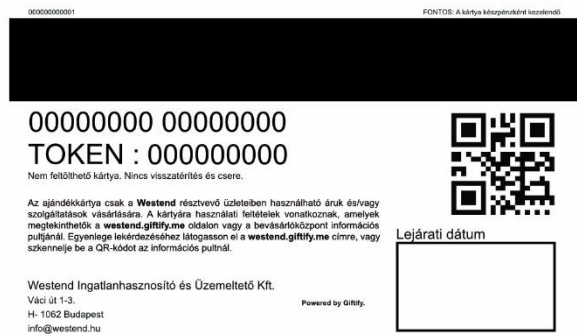 000000000001
FONTOS: A kártya készpénzként kezelendő
00000000 00000000
TOKEN : 000000000
Nem feltölthető kártya. Nincs visszatérítés és csere.
Az ajándékkártya csak a Westend résztvevő üzleteiben használható áruk és/vagy
szolgáltatások vásárlására. A kártyára használati feltételek vonatkoznak, amelyek
megtekinthetők a westend.giftify.me oldalon vagy a bevásárlóközpont információs
pultjánál. Egyenlege lekérdezéséhez látogasson el a westend.giftify.me címre, vagy
szkennelje be a QR-kódot az információs pultnál.
Lejárati dátum
Westend Ingatlanhasznosító és Üzemeltető Kft.
Váci út 1-3.
Powered by Giftify.
H- 1062 Budapest
info@westend.hu